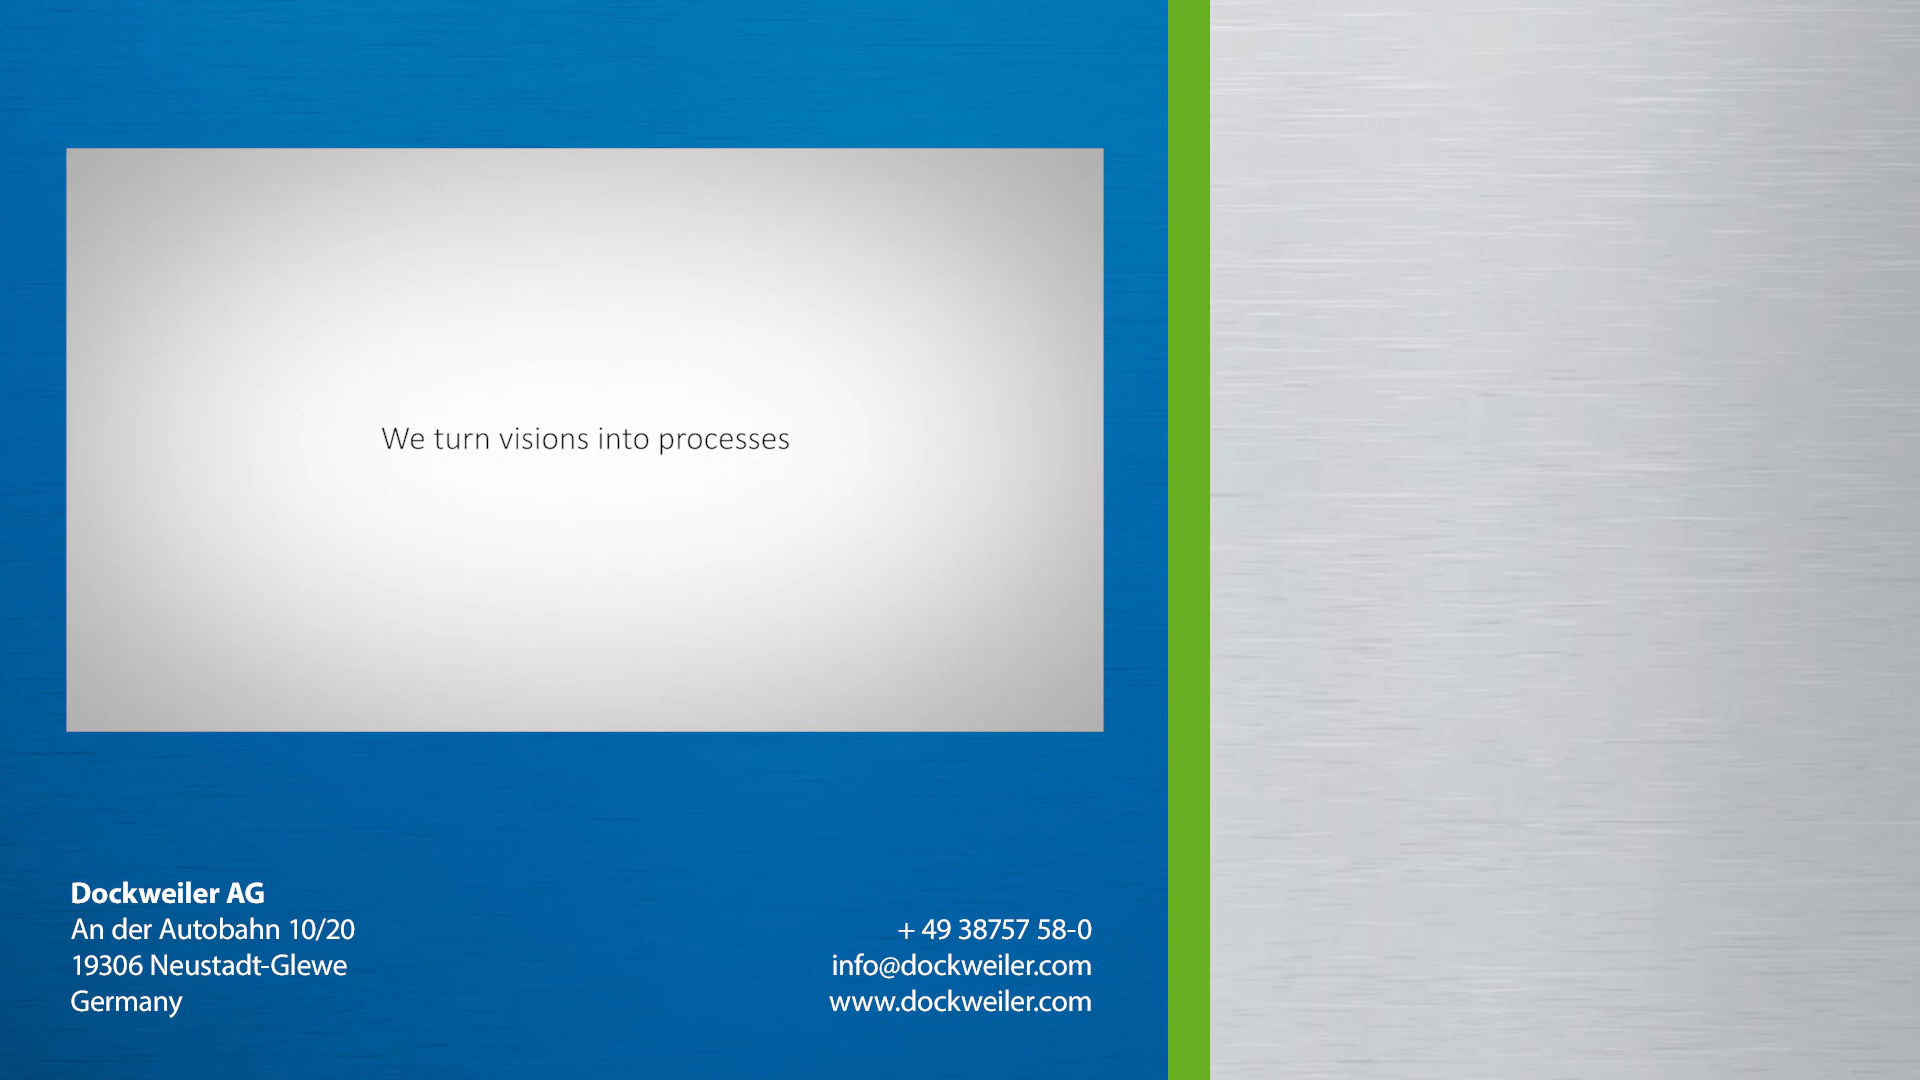 We turn visions into processes
Dockweiler AG
An der Autobahn 10/20
19306 Neustadt-Glewe
Germany
+ 49 38757 58-0
info@dockweiler.com
www.dockweiler.com